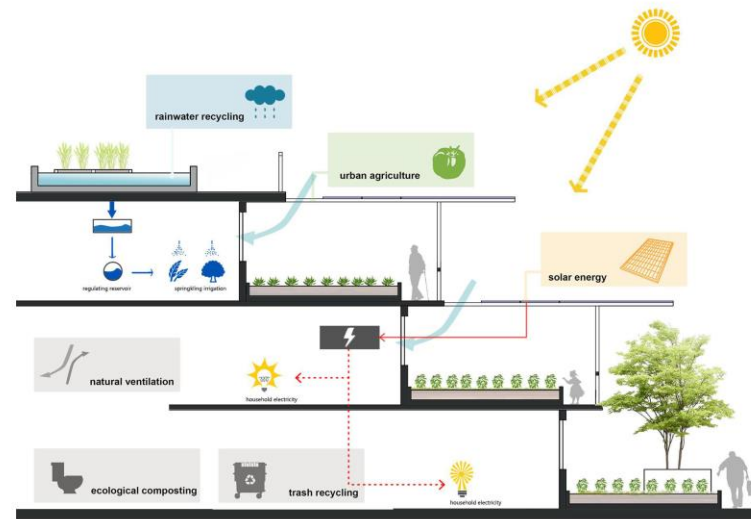 rainwater recycling
urban agriculture
regulating reservoir
springkling irrigation
solar energy
natural ventilation
household electricity
ecological composting
trash recycling
household electricity